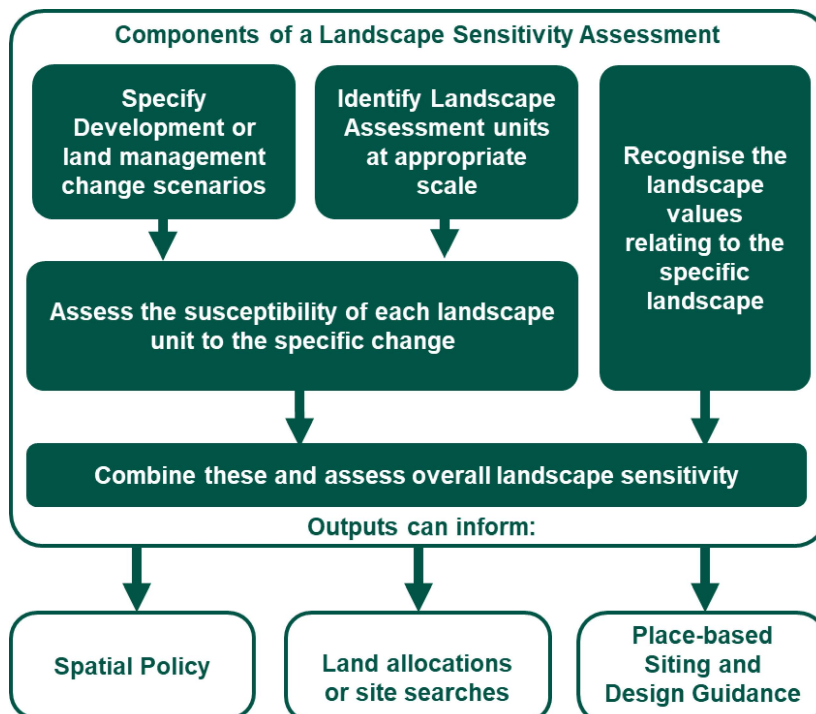 Components of a Landscape Sensitivity Assessment
Specify
Development or
land management
change scenarios
Identify Landscape
Assessment units
at appropriate
scale
Recognise the
landscape
values
relating to the
specific
landscape
Assess the susceptibility of each landscape
unit to the specific change
Combine these and assess overall landscape sensitivity
Outputs can inform:
Spatial Policy
Land allocations
or site searches
Place-based
Siting and
Design Guidance